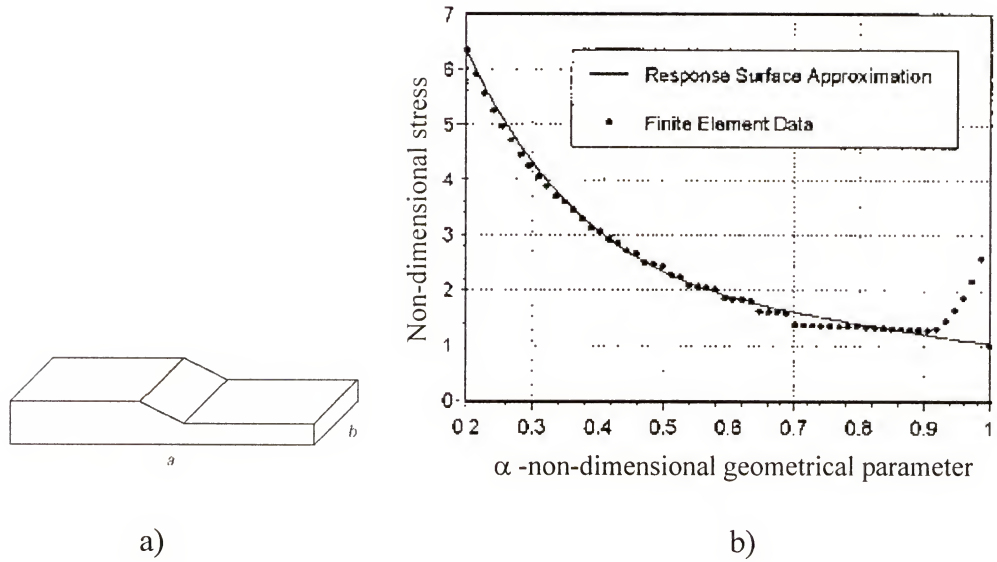 a
b
a)
7
6
5
4
3
2
1
0
Non-dimensional stress
Response Surface Approximation
Finite Element Data
0.2 0.3 0.4 0.5 0.6 0.7 0.8 0.9 1
α -non-dimensional geometrical parameter
b)